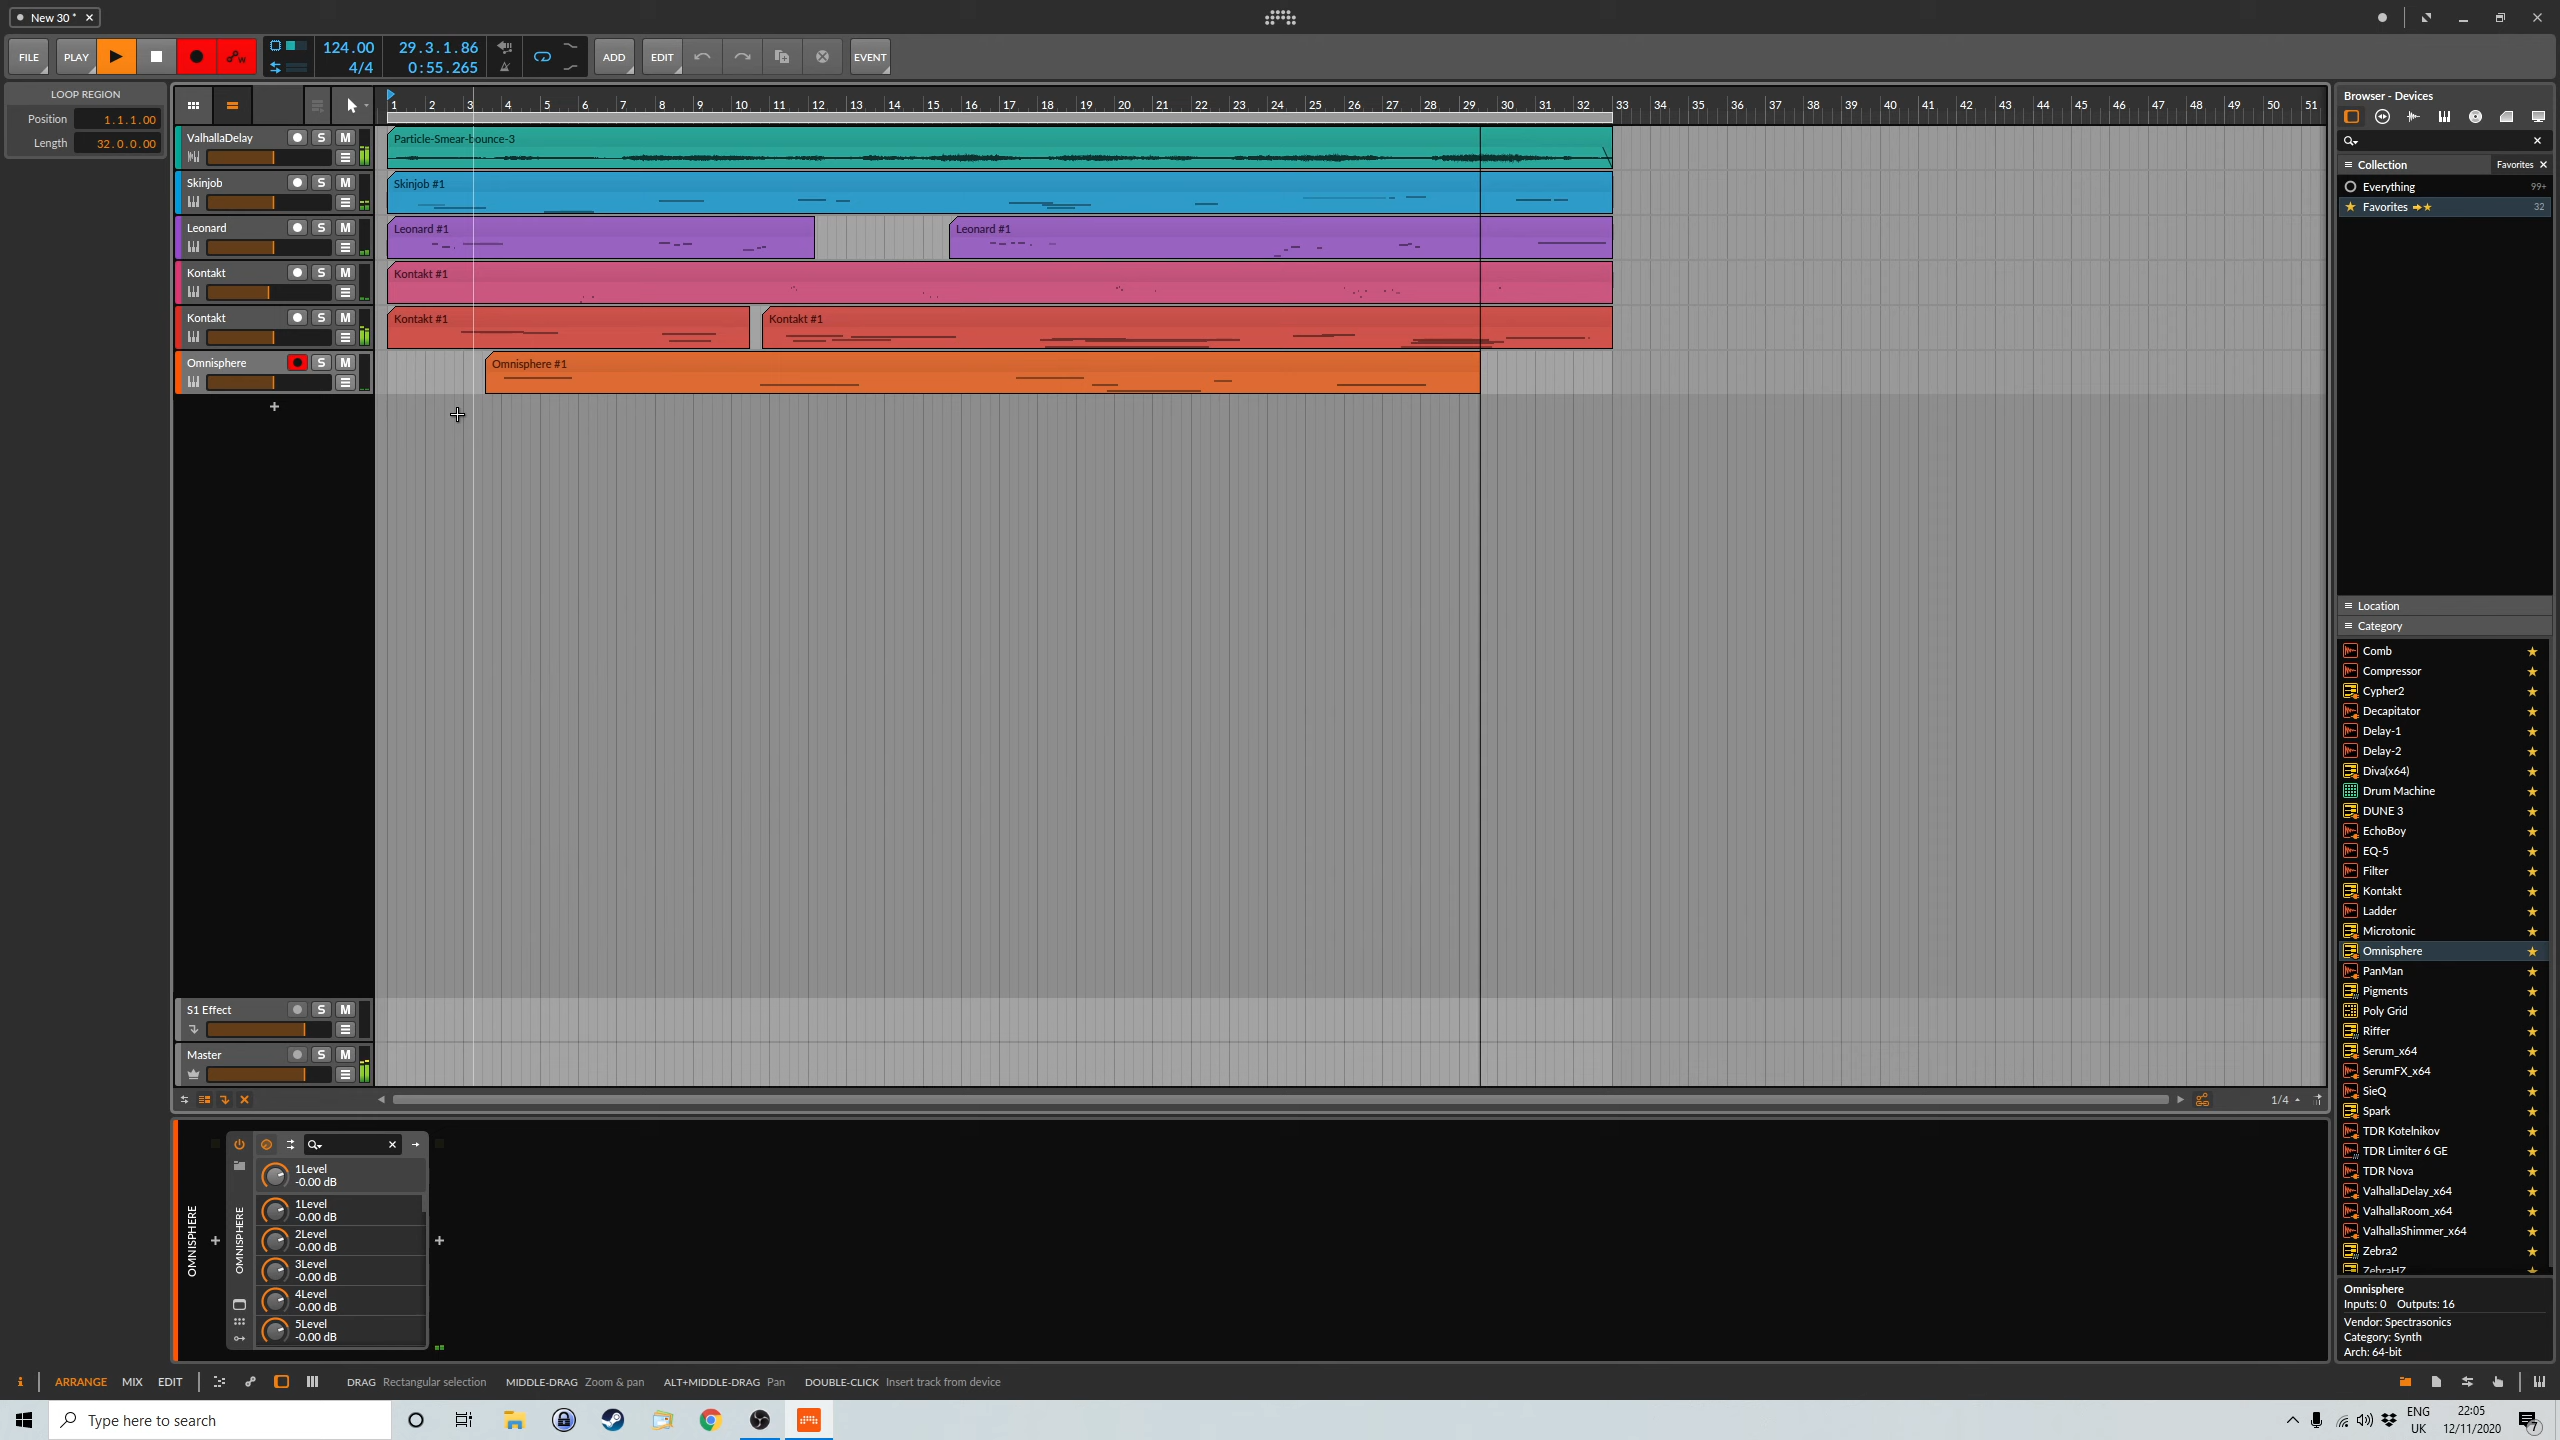 New 30 *
FILE
PLAY
124.00
4/4
29.3.1.86
0:55.265
ADD
EDIT
EVENT
LOOP REGION
Position 1.1.1.00
Length 32.0.0.00
1 2 3 4 5 6 7 8 9 10 11 12 13 14 15 16 17 18 19 20 21 22 23 24 25 26 27 28 29 30 31 32 33 34 35 36 37 38 39 40 41 42 43 44 45 46 47 48 49 50 51
ValhallaDelay S M
Particle-Smear-bounce-3
Skinjob S M
Skinjob #1
Leonard S M
Leonard #1
Leonard #1
Kontakt S M
Kontakt #1
Kontakt S M
Kontakt #1
Kontakt #1
Omnisphere S M
Omnisphere #1
S1 Effect S M
Master S M
1/4
Browser - Devices
Collection Favorites
Everything 99+
Favorites 32
Location
Category
Comb
Compressor
Cypher2
Decapitator
Delay-1
Delay-2
Diva(x64)
Drum Machine
DUNE 3
EchoBoy
EQ-5
Filter
Kontakt
Ladder
Microtonic
Omnisphere
PanMan
Pigments
Poly Grid
Riffer
Serum_x64
SerumFX_x64
SieQ
Spark
TDR Kotelnikov
TDR Limiter 6 GE
TDR Nova
ValhallaDelay_x64
ValhallaRoom_x64
ValhallaShimmer_x64
Zebra2
ZebraHZ
Omnisphere
Inputs: 0 Outputs: 16
Vendor: Spectrasonics
Category: Synth
Arch: 64-bit
OMNISPHERE
OMNISPHERE
1Level
-0.00 dB
1Level
-0.00 dB
2Level
-0.00 dB
3Level
-0.00 dB
4Level
-0.00 dB
5Level
-0.00 dB
i
ARRANGE
MIX
EDIT
DRAG Rectangular selection
MIDDLE-DRAG Zoom & pan
ALT+MIDDLE-DRAG Pan
DOUBLE-CLICK Insert track from device
Type here to search
ENG
UK
22:05
12/11/2020
7